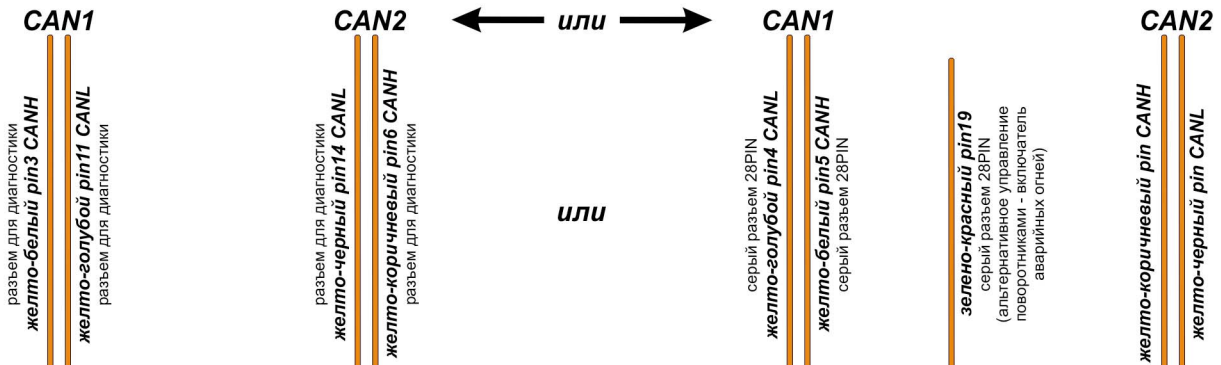 CAN1
разъем для диагностики
желто-белый pin3 CANH
желто-голубой pin11 CANL
разъем для диагностики
CAN2
разъем для диагностики
желто-черный pin14 CANL
желто-коричневый pin6 CANH
разъем для диагностики
или
или
CAN1
серый разъем 28PIN
желто-голубой pin4 CANL
желто-белый pin5 CANH
серый разъем 28PIN
зелено-красный pin19
серый разъем 28PIN
(альтернативное управление
поворотниками - включатель
аварийных огней)
CAN2
желто-коричневый pin CANH
желто-черный pin CANL